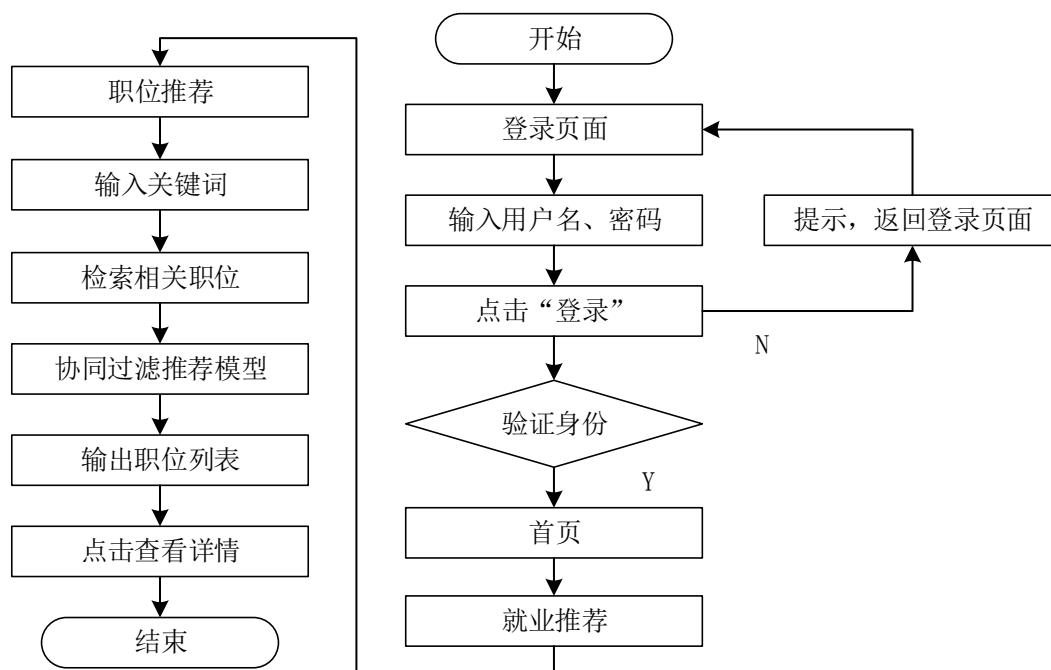 开始
登录页面
输入用户名、密码
提示，返回登录页面
点击“登录”
N
验证身份
Y
首页
就业推荐
职位推荐
输入关键词
检索相关职位
协同过滤推荐模型
输出职位列表
点击查看详情
结束